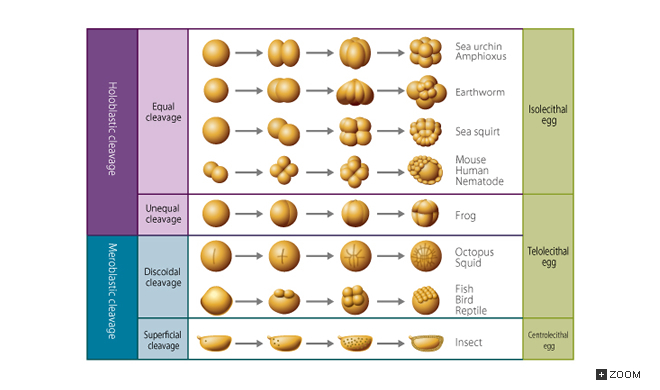 Holoblastic cleavage
Equal
cleavage
Sea urchin
Amphioxus
Earthworm
Sea squirt
Mouse
Human
Nematode
Isolecithal
egg
Unequal
cleavage
Frog
Telolecithal
egg
Meroblastic cleavage
Discoidal
cleavage
Octopus
Squid
Fish
Bird
Reptile
Superficial
cleavage
Insect
Centrolecithal
egg
ZOOM